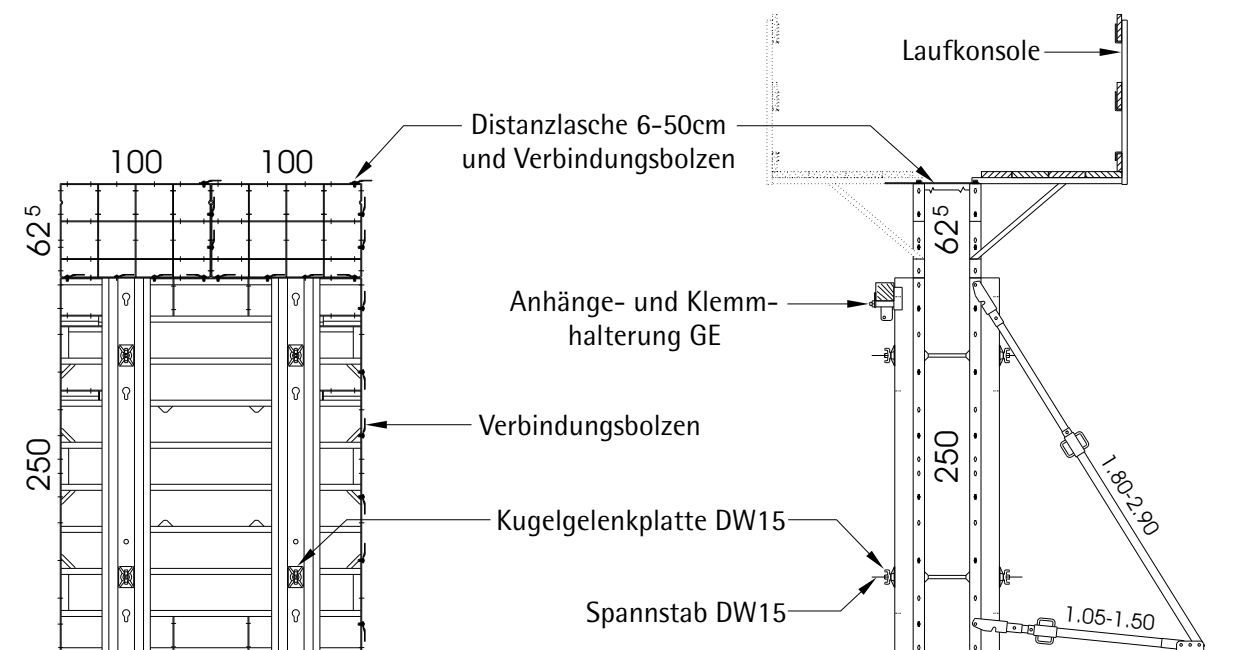 Laufkonsole
Distanzlasche 6-50cm
und Verbindungsbolzen
100 100
62⁵
62⁵
Anhänge- und Klemm-
halterung GE
Verbindungsbolzen
250
250
1.80-2.90
Kugelgelenkplatte DW15
Spannstab DW15
1.05-1.50